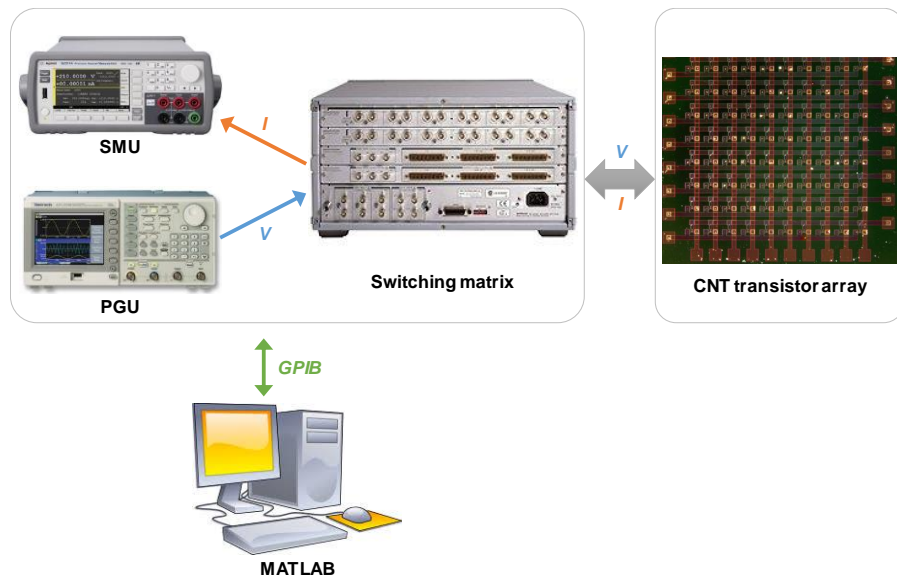 I
V
SMU
V
I
PGU
Switching matrix
CNT transistor array
GPIB
MATLAB